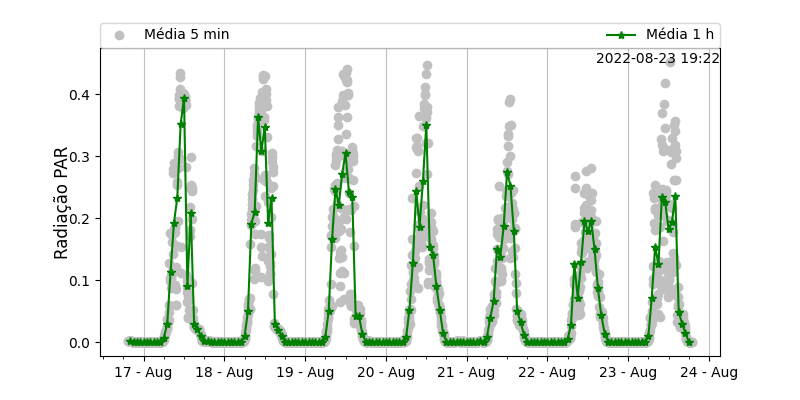 Média 5 min
Média 1 h
2022-08-23 19:22
Radiação PAR
0.4
0.3
0.2
0.1
0.0
17 - Aug
18 - Aug
19 - Aug
20 - Aug
21 - Aug
22 - Aug
23 - Aug
24 - Aug